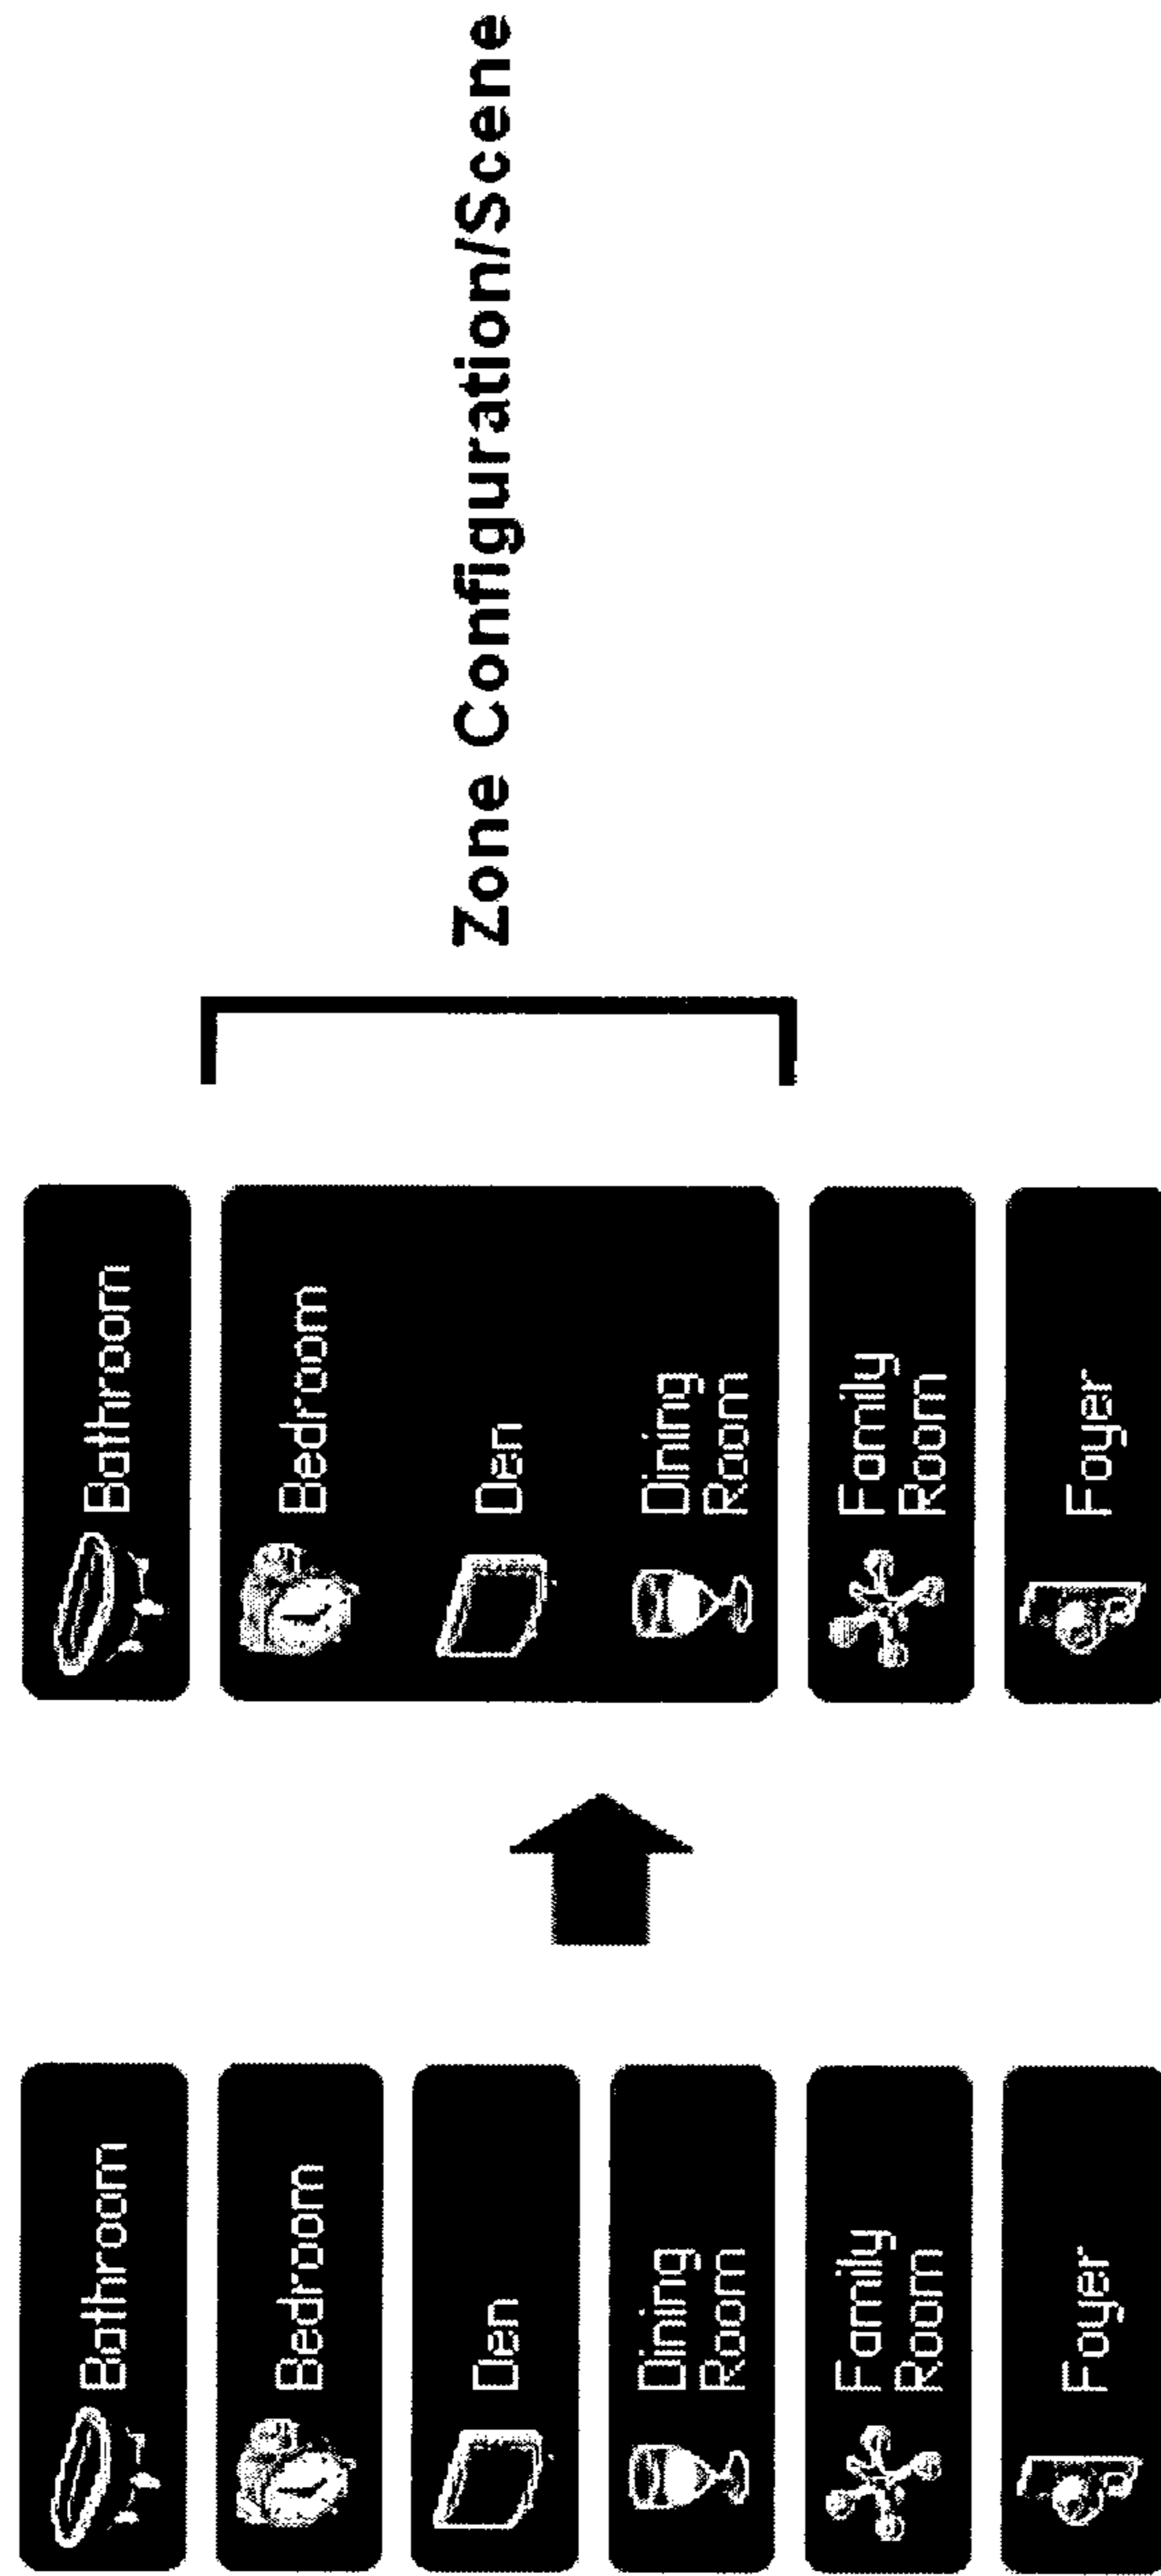 Bathroom
Bedroom
Den
Dining
Room
Family
Room
Foyer
Bathroom
Bedroom
Den
Dining
Room
Family
Room
Foyer
Zone Configuration/Scene